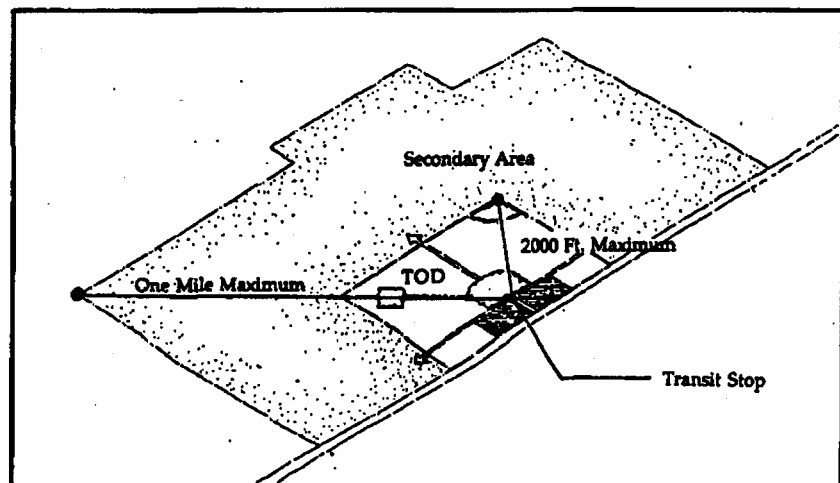 Secondary Area
2000 Ft. Maximum
TOD
One Mile Maximum
Transit Stop